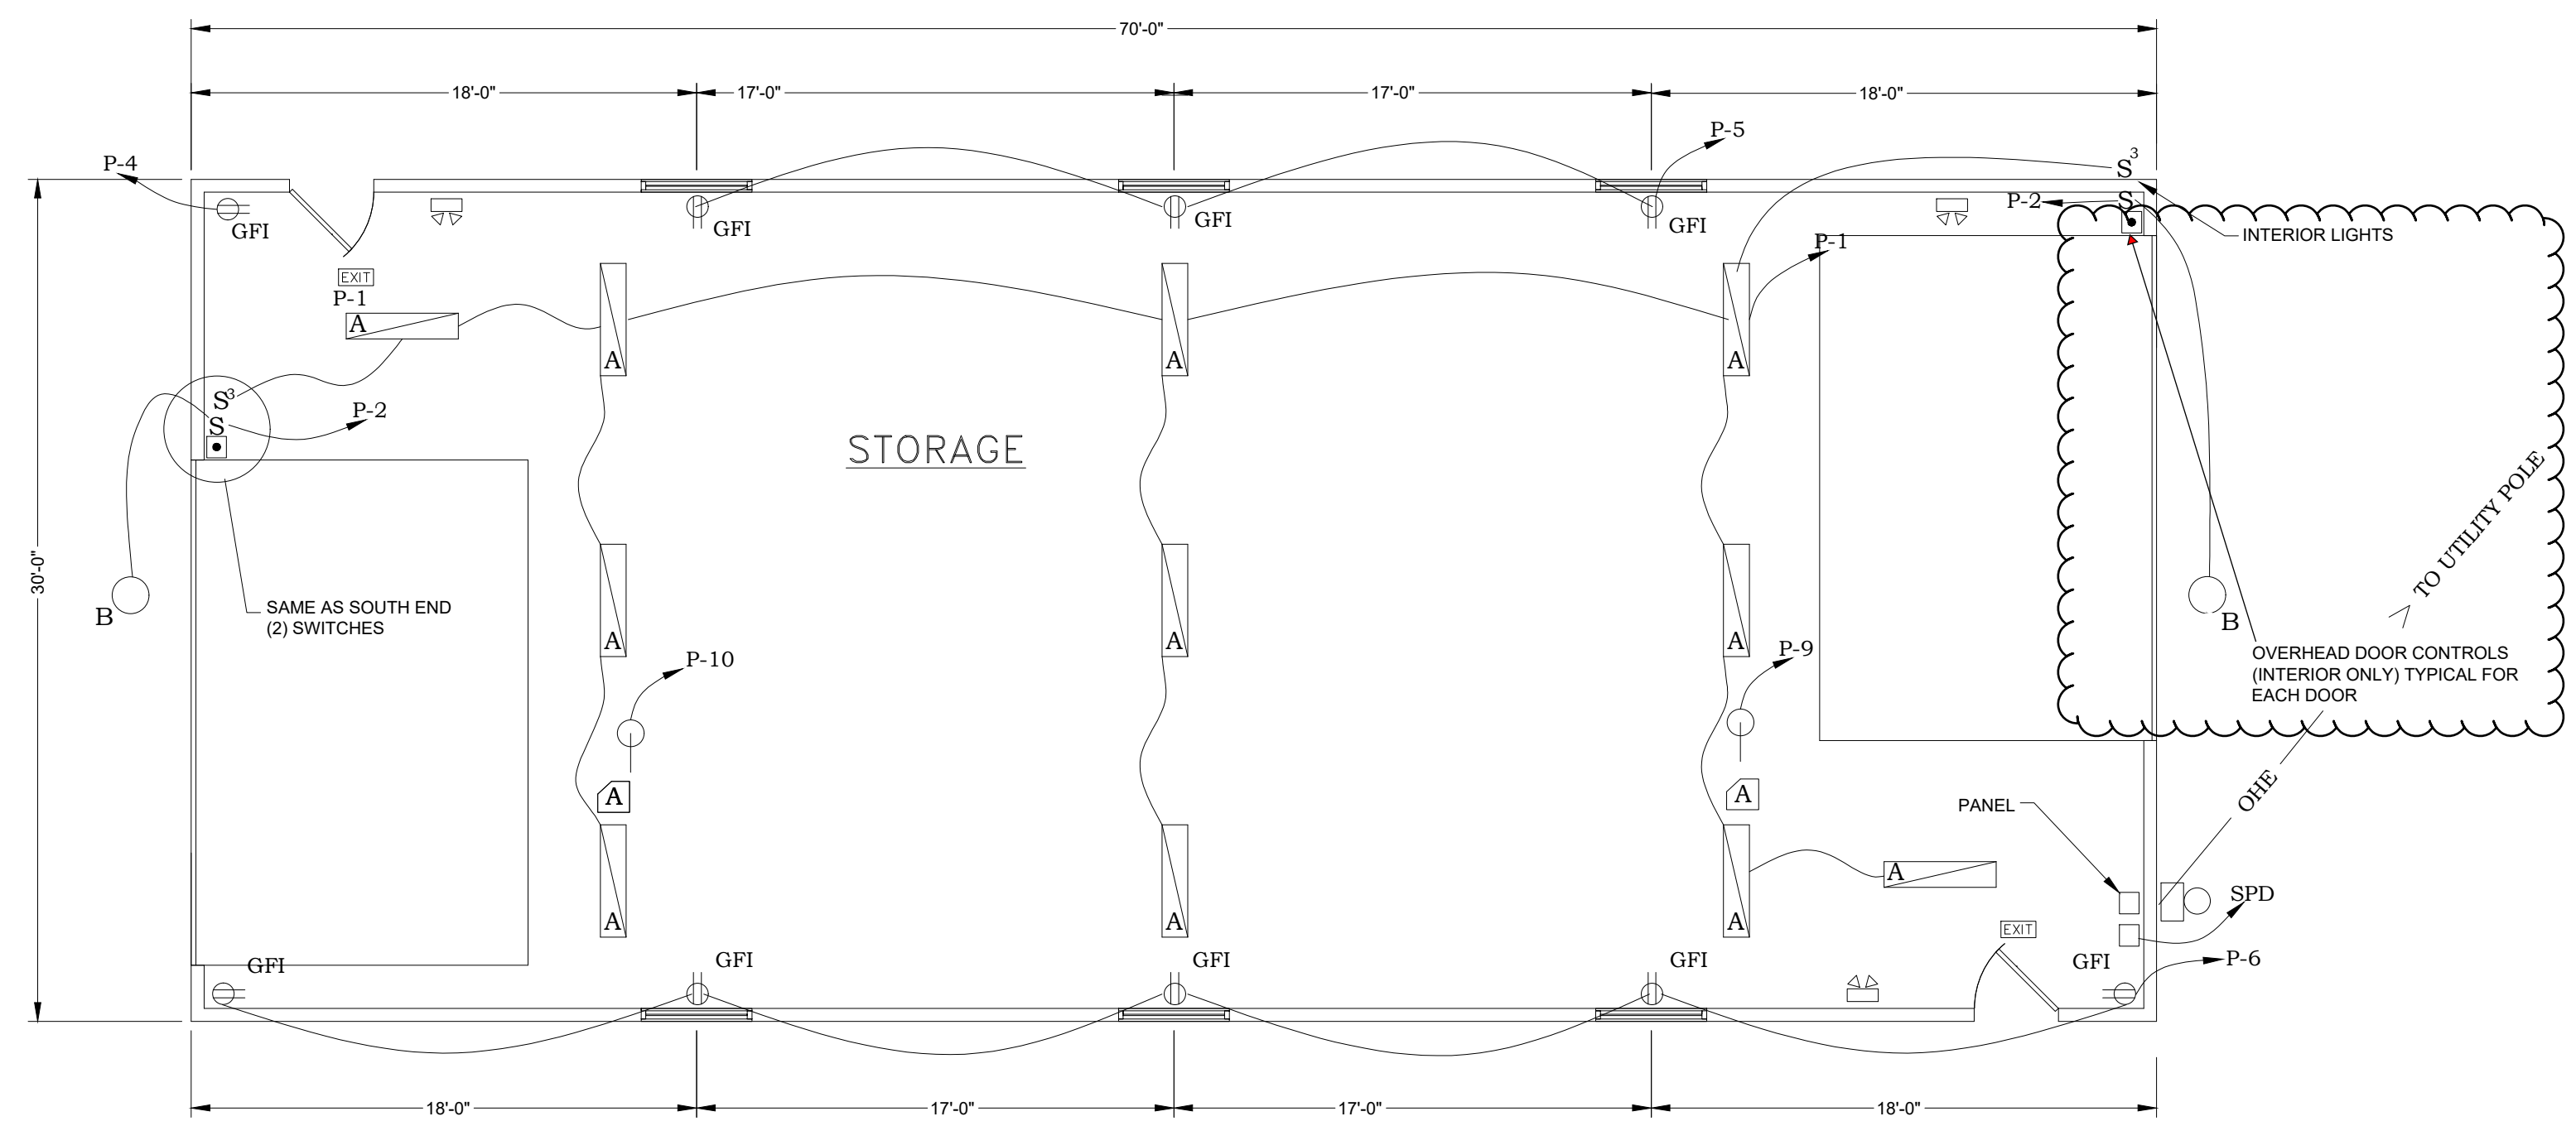 70'-0"
18'-0"
17'-0"
17'-0"
18'-0"
P-5
P-4
S3
P-2
S
INTERIOR LIGHTS
GFI
GFI
GFI
GFI
P-1
EXIT
P-1
A
A
A
A
S3
S
P-2
STORAGE
30'-0"
TO UTILITY POLE
SAME AS SOUTH END
(2) SWITCHES
B
B
A
A
A
P-10
P-9
OVERHEAD DOOR CONTROLS
(INTERIOR ONLY) TYPICAL FOR
EACH DOOR
A
A
OHE
PANEL
A
SPD
A
A
A
EXIT
GFI
GFI
GFI
GFI
GFI
P-6
18'-0"
17'-0"
17'-0"
18'-0"